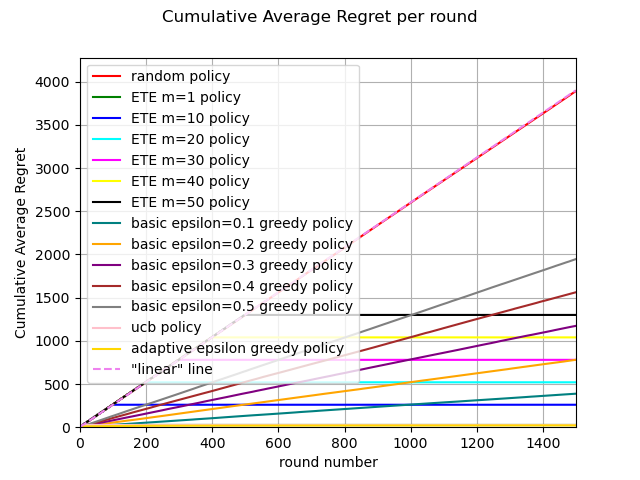 Cumulative Average Regret per round
Cumulative Average Regret
4000
3500
3000
2500
2000
1500
1000
500
0
random policy
ETE m=1 policy
ETE m=10 policy
ETE m=20 policy
ETE m=30 policy
ETE m=40 policy
ETE m=50 policy
basic epsilon=0.1 greedy policy
basic epsilon=0.2 greedy policy
basic epsilon=0.3 greedy policy
basic epsilon=0.4 greedy policy
basic epsilon=0.5 greedy policy
ucb policy
adaptive epsilon greedy policy
"linear" line
0 200 400 600 800 1000 1200 1400
round number